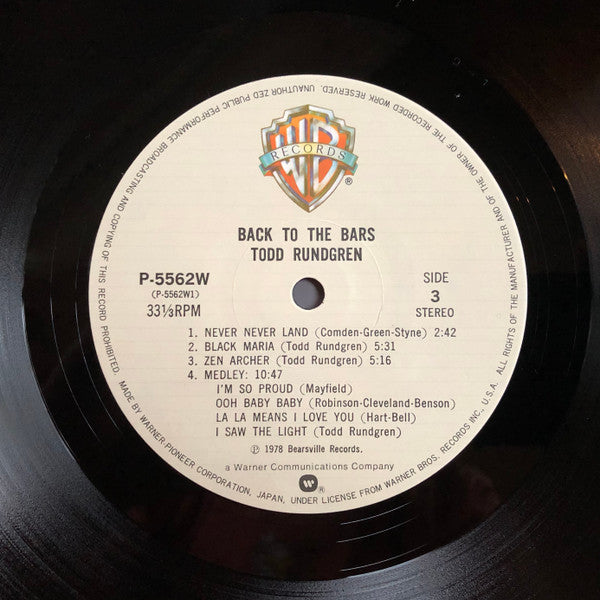 WB
RECORDS
®
BACK TO THE BARS
TODD RUNDGREN
P-5562W
(P-5562W1)
33⅓RPM
SIDE
3
STEREO
1. NEVER NEVER LAND (Comden-Green-Styne) 2:42
2. BLACK MARIA (Todd Rundgren) 5:31
3. ZEN ARCHER (Todd Rundgren) 5:16
4. MEDLEY: 10:47
I'M SO PROUD (Mayfield)
OOH BABY BABY (Robinson-Cleveland-Benson)
LA LA MEANS I LOVE YOU (Hart-Bell)
I SAW THE LIGHT (Todd Rundgren)
Ⓟ 1978 Bearsville Records.
a Warner Communications Company
W®
MADE BY WARNER-PIONEER CORPORATION, JAPAN, UNDER LICENSE FROM WARNER BROS. RECORDS INC., U.S.A. ALL RIGHTS OF THE MANUFACTURER AND OF THE OWNER OF THE RECORDED WORK RESERVED. UNAUTHORIZED PUBLIC PERFORMANCE BROADCASTING AND COPYING OF THIS RECORD PROHIBITED.